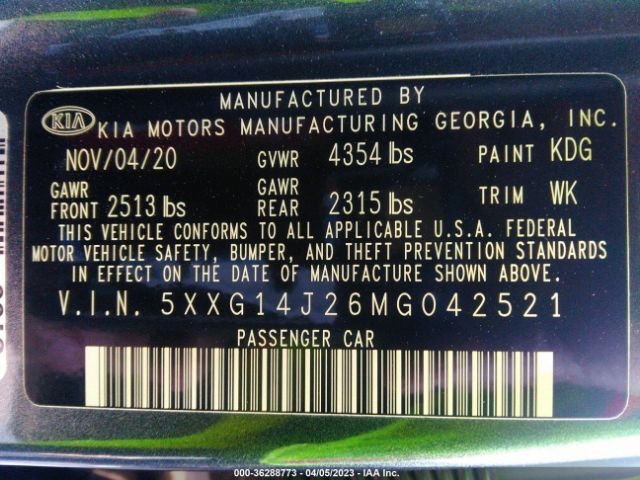 MANUFACTURED BY
KIA KIA MOTORS MANUFACTURING GEORGIA, INC.
NOV/04/20 GVWR 4354 lbs PAINT KDG
GAWR FRONT 2513 lbs GAWR REAR 2315 lbs TRIM WK
THIS VEHICLE CONFORMS TO ALL APPLICABLE U.S.A. FEDERAL
MOTOR VEHICLE SAFETY, BUMPER, AND THEFT PREVENTION STANDARDS
IN EFFECT ON THE DATE OF MANUFACTURE SHOWN ABOVE.
V.I.N. 5XXG14J26MG042521
PASSENGER CAR
000-36288773 - 04/05/2023 - IAA Inc.